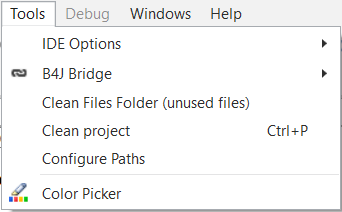 Tools Debug Windows Help
IDE Options
B4J Bridge
Clean Files Folder (unused files)
Clean project Ctrl+P
Configure Paths
Color Picker